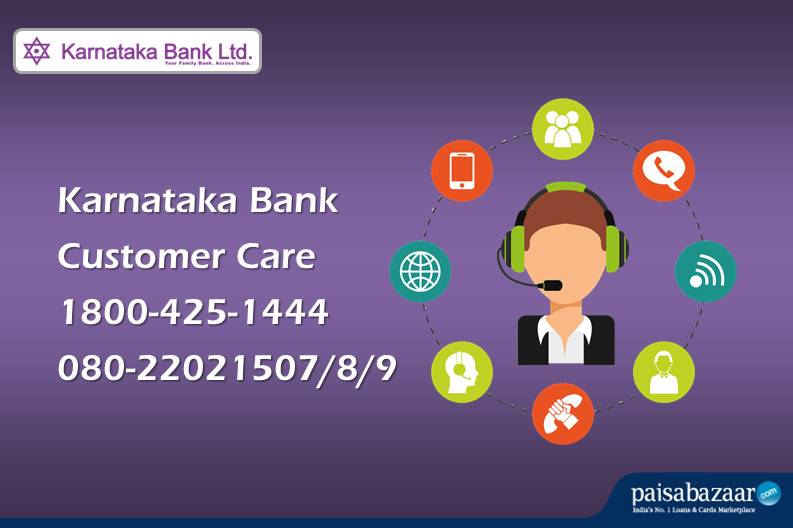 Karnataka Bank Ltd.
Your Family Bank. Across India.
Karnataka Bank
Customer Care
1800-425-1444
080-22021507/8/9
paisabazaar.com
India's No. 1 Loans & Cards Marketplace